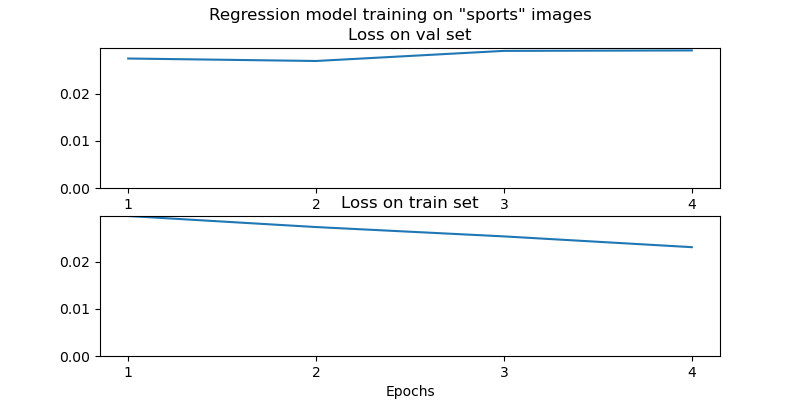 Regression model training on "sports" images
Loss on val set
0.02
0.01
0.00
1 2 3 4
Loss on train set
0.02
0.01
0.00
1 2 3 4
Epochs